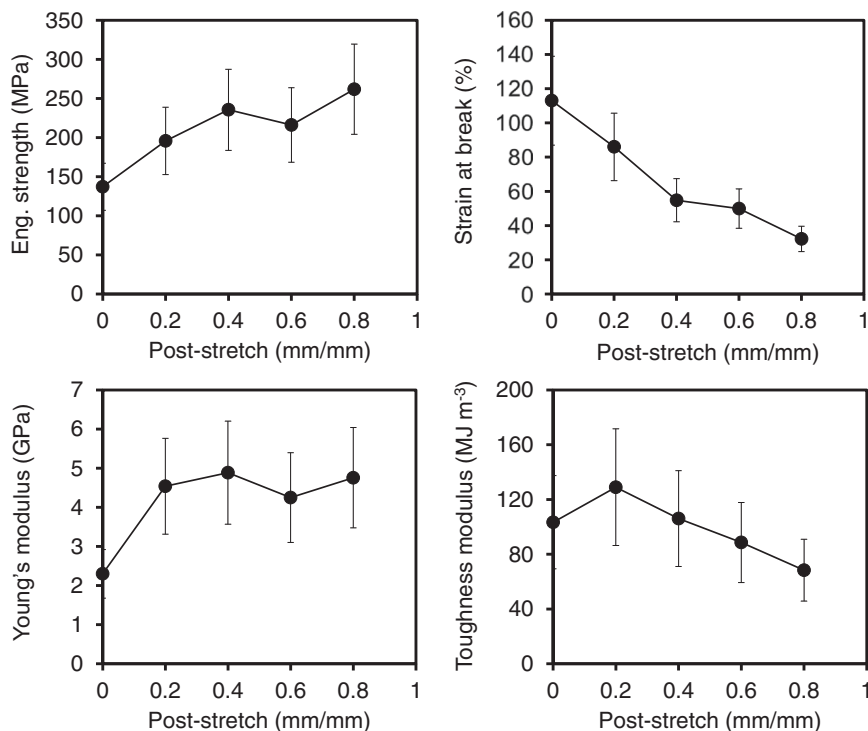 Eng. strength (MPa)
350
300
250
200
150
100
50
0
0 0.2 0.4 0.6 0.8 1
Post-stretch (mm/mm)
Strain at break (%)
160
140
120
100
80
60
40
20
0
0 0.2 0.4 0.6 0.8 1
Post-stretch (mm/mm)
Young's modulus (GPa)
7
6
5
4
3
2
1
0
0 0.2 0.4 0.6 0.8 1
Post-stretch (mm/mm)
Toughness modulus (MJ m⁻³)
200
160
120
80
40
0
0 0.2 0.4 0.6 0.8 1
Post-stretch (mm/mm)